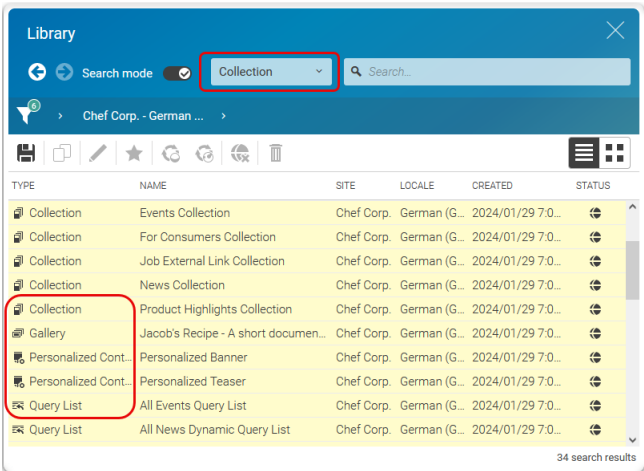 Library
Search mode Collection Search...
6
Chef Corp. - German ...
TYPE NAME SITE LOCALE CREATED STATUS
Collection Events Collection Chef Corp. German (G... 2024/01/29 7:0...
Collection For Consumers Collection Chef Corp. German (G... 2024/01/29 7:0...
Collection Job External Link Collection Chef Corp. German (G... 2024/01/29 7:0...
Collection News Collection Chef Corp. German (G... 2024/01/29 7:0...
Collection Product Highlights Collection Chef Corp. German (G... 2024/01/29 7:0...
Gallery Jacob's Recipe - A short documen... Chef Corp. German (G... 2024/01/29 7:0...
Personalized Cont... Personalized Banner Chef Corp. German (G... 2024/01/29 7:0...
Personalized Cont... Personalized Teaser Chef Corp. German (G... 2024/01/29 7:0...
Query List All Events Query List Chef Corp. German (G... 2024/01/29 7:0...
Query List All News Dynamic Query List Chef Corp. German (G... 2024/01/29 7:0...
34 search results